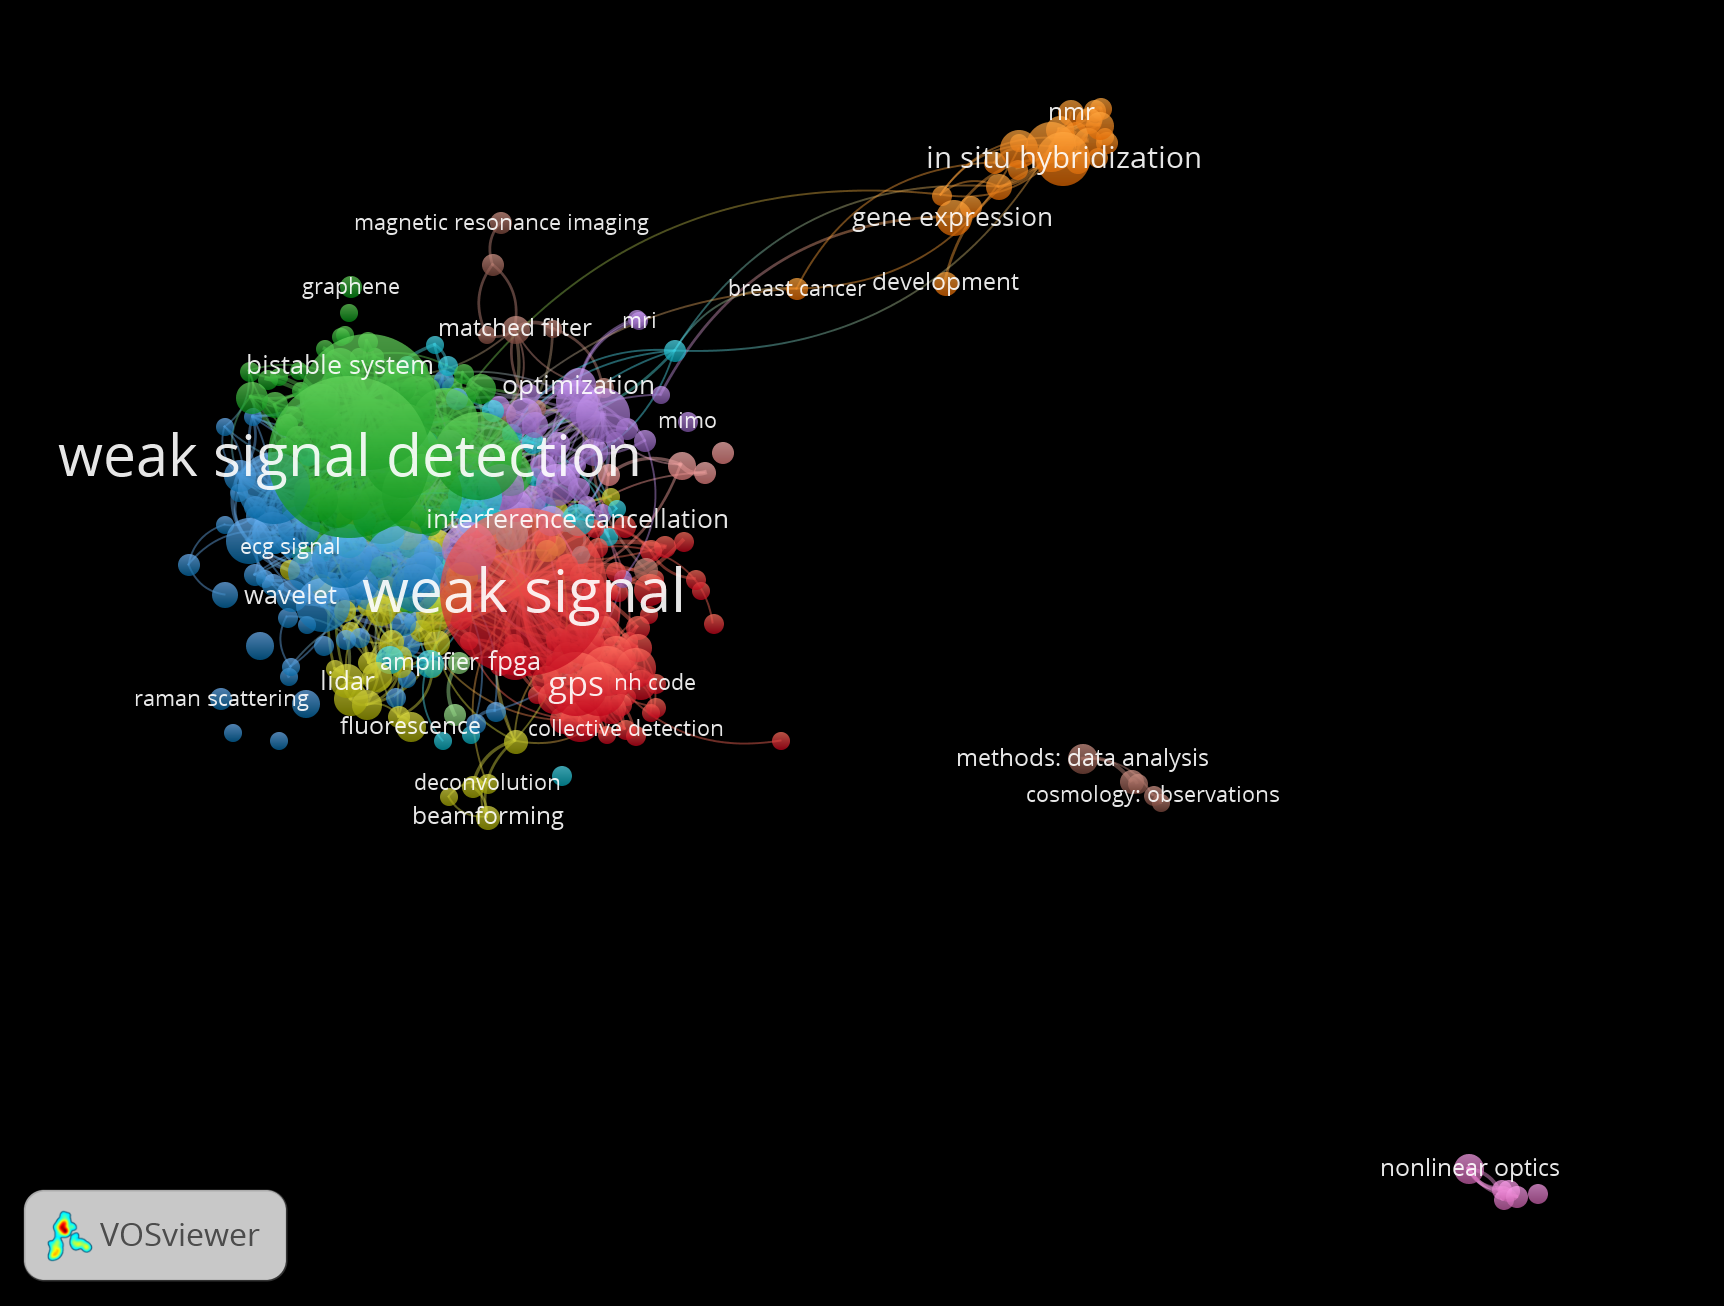 nmr
in situ hybridization
gene expression
magnetic resonance imaging
development
breast cancer
graphene
mri
matched filter
bistable system
optimization
mimo
weak signal detection
interference cancellation
ecg signal
weak signal
wavelet
amplifier
fpga
lidar
gps
nh code
raman scattering
fluorescence
collective detection
methods: data analysis
deconvolution
cosmology: observations
beamforming
nonlinear optics
VOSviewer